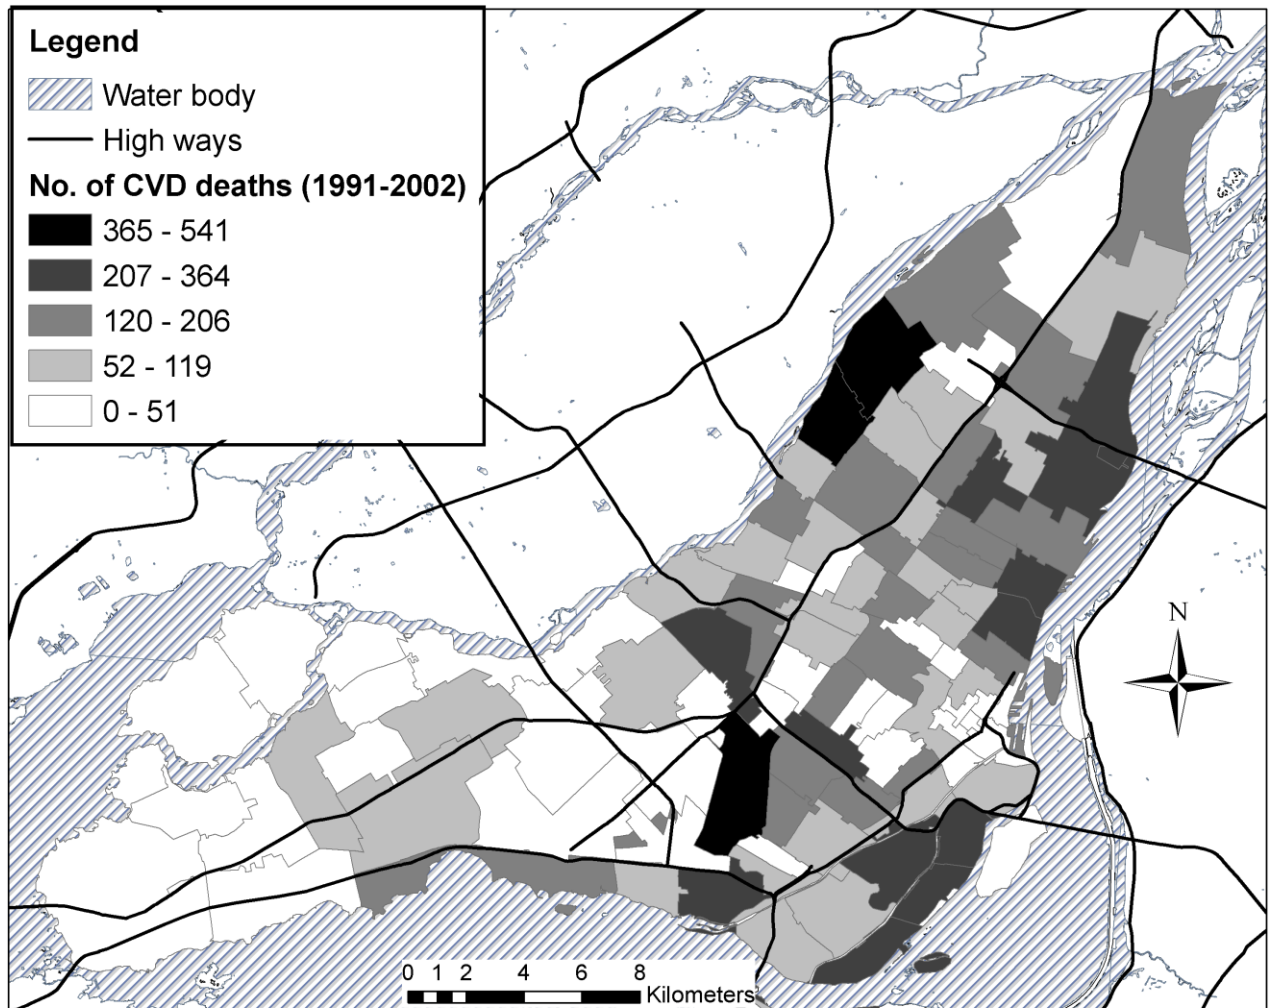 Legend
Water body
High ways
No. of CVD deaths (1991-2002)
365 - 541
207 - 364
120 - 206
52 - 119
0 - 51
N
0 1 2 4 6 8
Kilometers